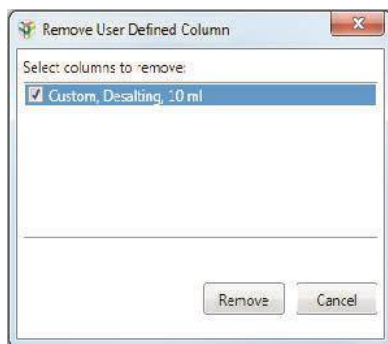 Remove User Defined Column
Select columns to remove:
Custom, Desalting, 10 ml
Remove Cancel